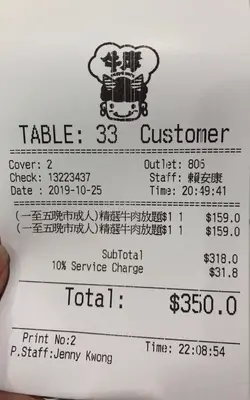 牛廚
TABLE: 33 Customer
Cover: 2 Outlet: 806
Check: 13223437 Staff: 賴安康
Date : 2019-10-25 Time: 20:49:41
(一至五晚市成人)精選牛肉放題$1 1 $159.0
(一至五晚市成人)精選牛肉放題$1 1 $159.0
SubTotal $318.0
10% Service Charge $31.8
Total: $350.0
Print No:2
P.Staff:Jenny Kwong Time: 22:08:54